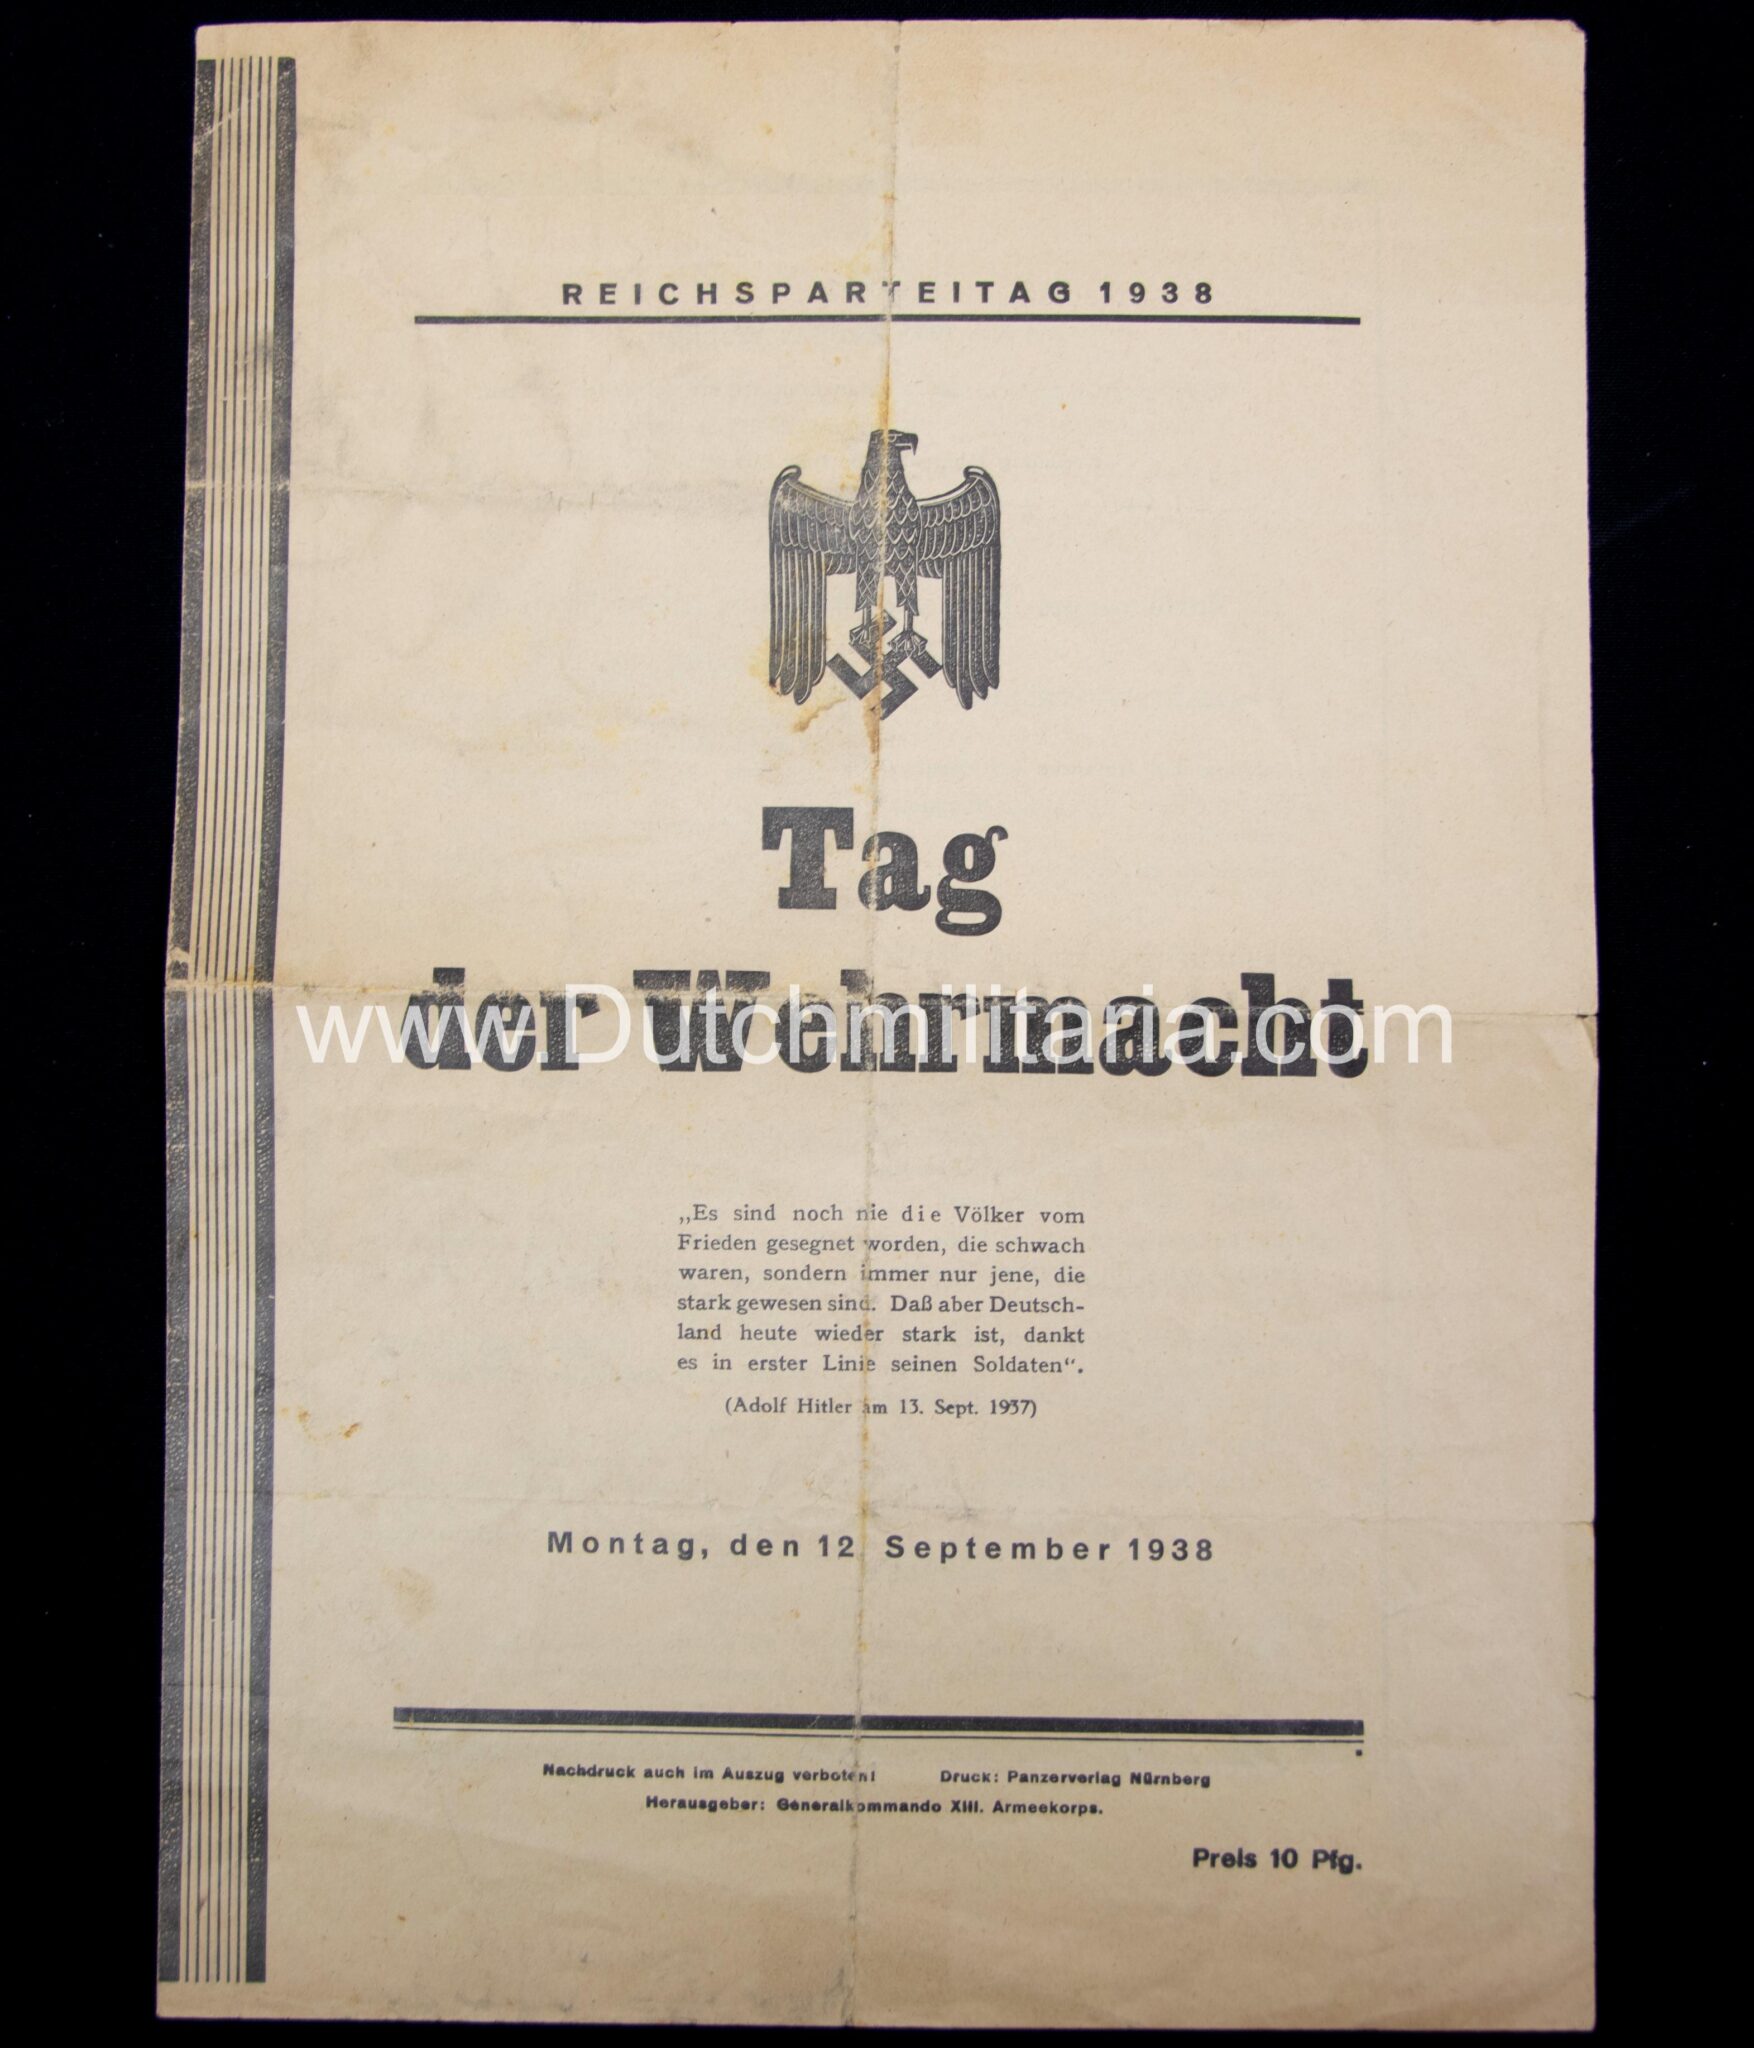 REICHSPARTEITAG 1938
Tag
der Wehrmacht
www.Dutchmilitaria.com
„Es sind noch nie die Völker vom
Frieden gesegnet worden, die schwach
waren, sondern immer nur jene, die
stark gewesen sind. Daß aber Deutsch-
land heute wieder stark ist, dankt
es in erster Linie seinen Soldaten“.
(Adolf Hitler am 13. Sept. 1937)
Montag, den 12. September 1938
Nachdruck auch im Auszug verboten! Druck: Panzerverlag Nürnberg
Herausgeber: Generalkommando XIII. Armeekorps.
Preis 10 Pfg.